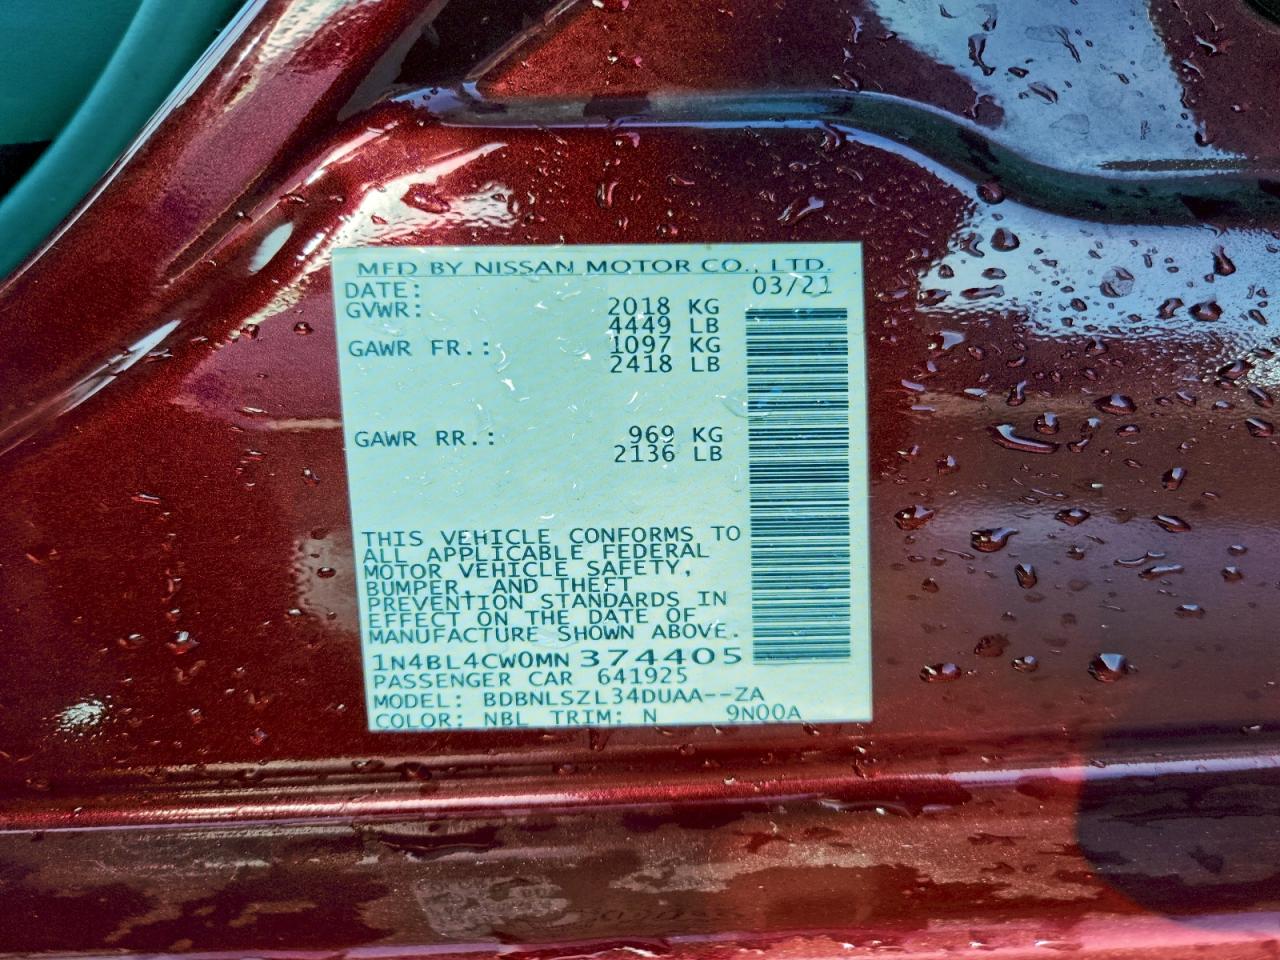 MFD BY NISSAN MOTOR CO., LTD.
DATE: 03/21
GVWR: 2018 KG
4449 LB
GAWR FR.: 1097 KG
2418 LB
GAWR RR.: 969 KG
2136 LB
THIS VEHICLE CONFORMS TO
ALL APPLICABLE FEDERAL
MOTOR VEHICLE SAFETY,
BUMPER, AND THEFT
PREVENTION STANDARDS IN
EFFECT ON THE DATE OF
MANUFACTURE SHOWN ABOVE.
1N4BL4CW0MN374405
PASSENGER CAR 641925
MODEL: BDBNLSZL34DUAA--ZA
COLOR: NBL TRIM: N 9N00A